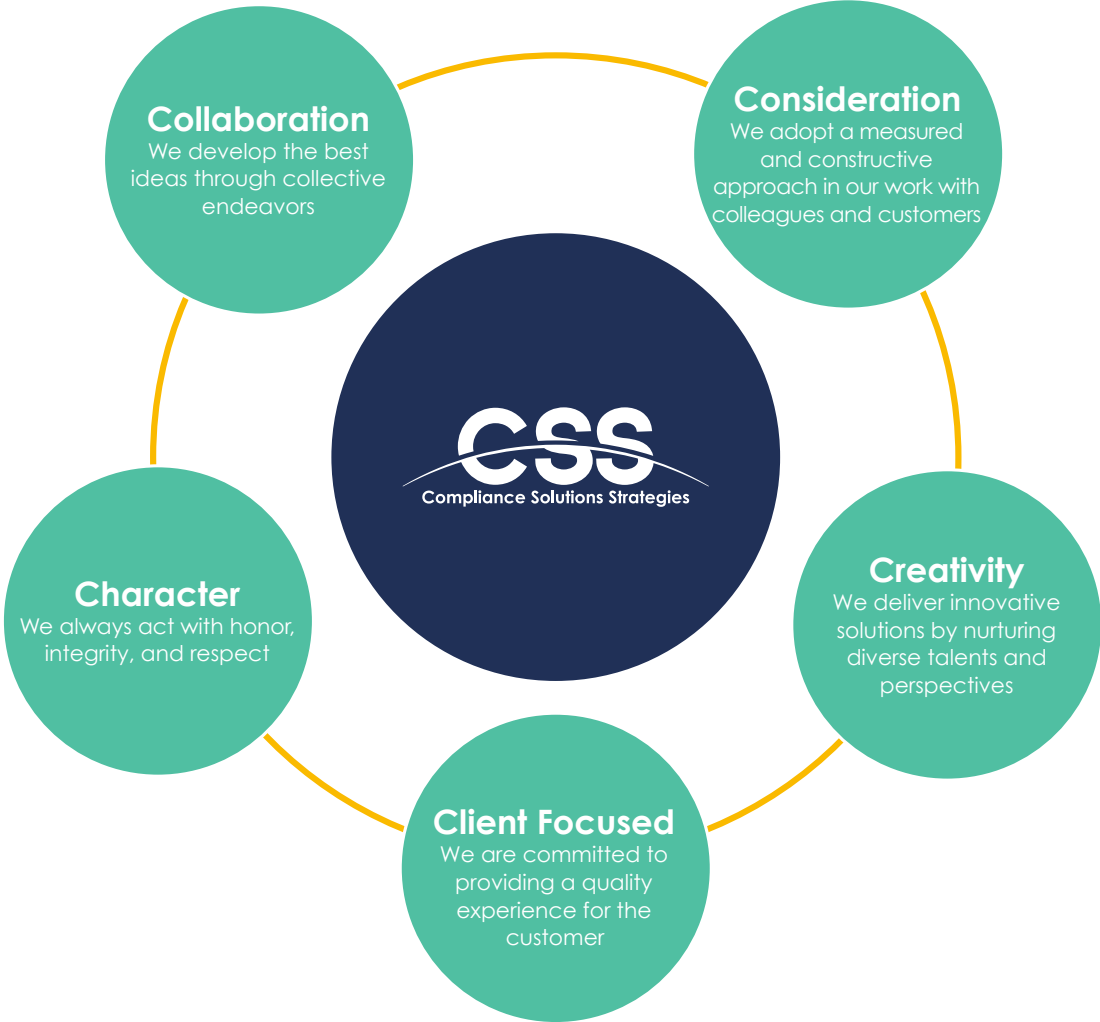 Collaboration
We develop the best
ideas through collective
endeavors
Consideration
We adopt a measured
and constructive
approach in our work with
colleagues and customers
CSS
Compliance Solutions Strategies
Character
We always act with honor,
integrity, and respect
Creativity
We deliver innovative
solutions by nurturing
diverse talents and
perspectives
Client Focused
We are committed to
providing a quality
experience for the
customer